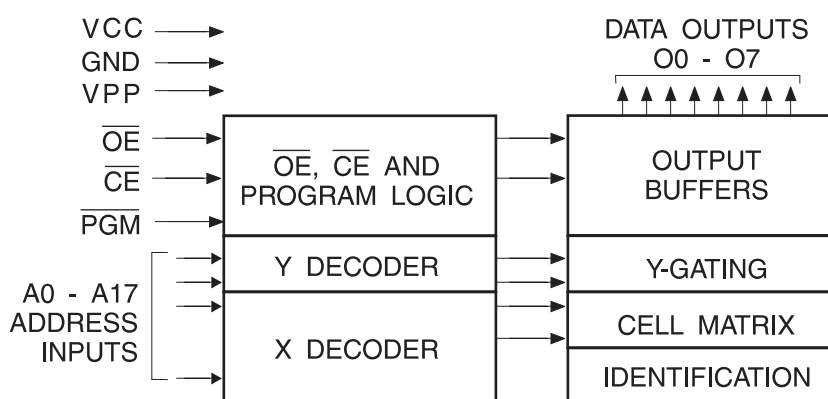 VCC
GND
VPP
OE
CE
PGM
A0 - A17
ADDRESS
INPUTS
OE, CE AND
PROGRAM LOGIC
Y DECODER
X DECODER
DATA OUTPUTS
O0 - O7
OUTPUT
BUFFERS
Y-GATING
CELL MATRIX
IDENTIFICATION